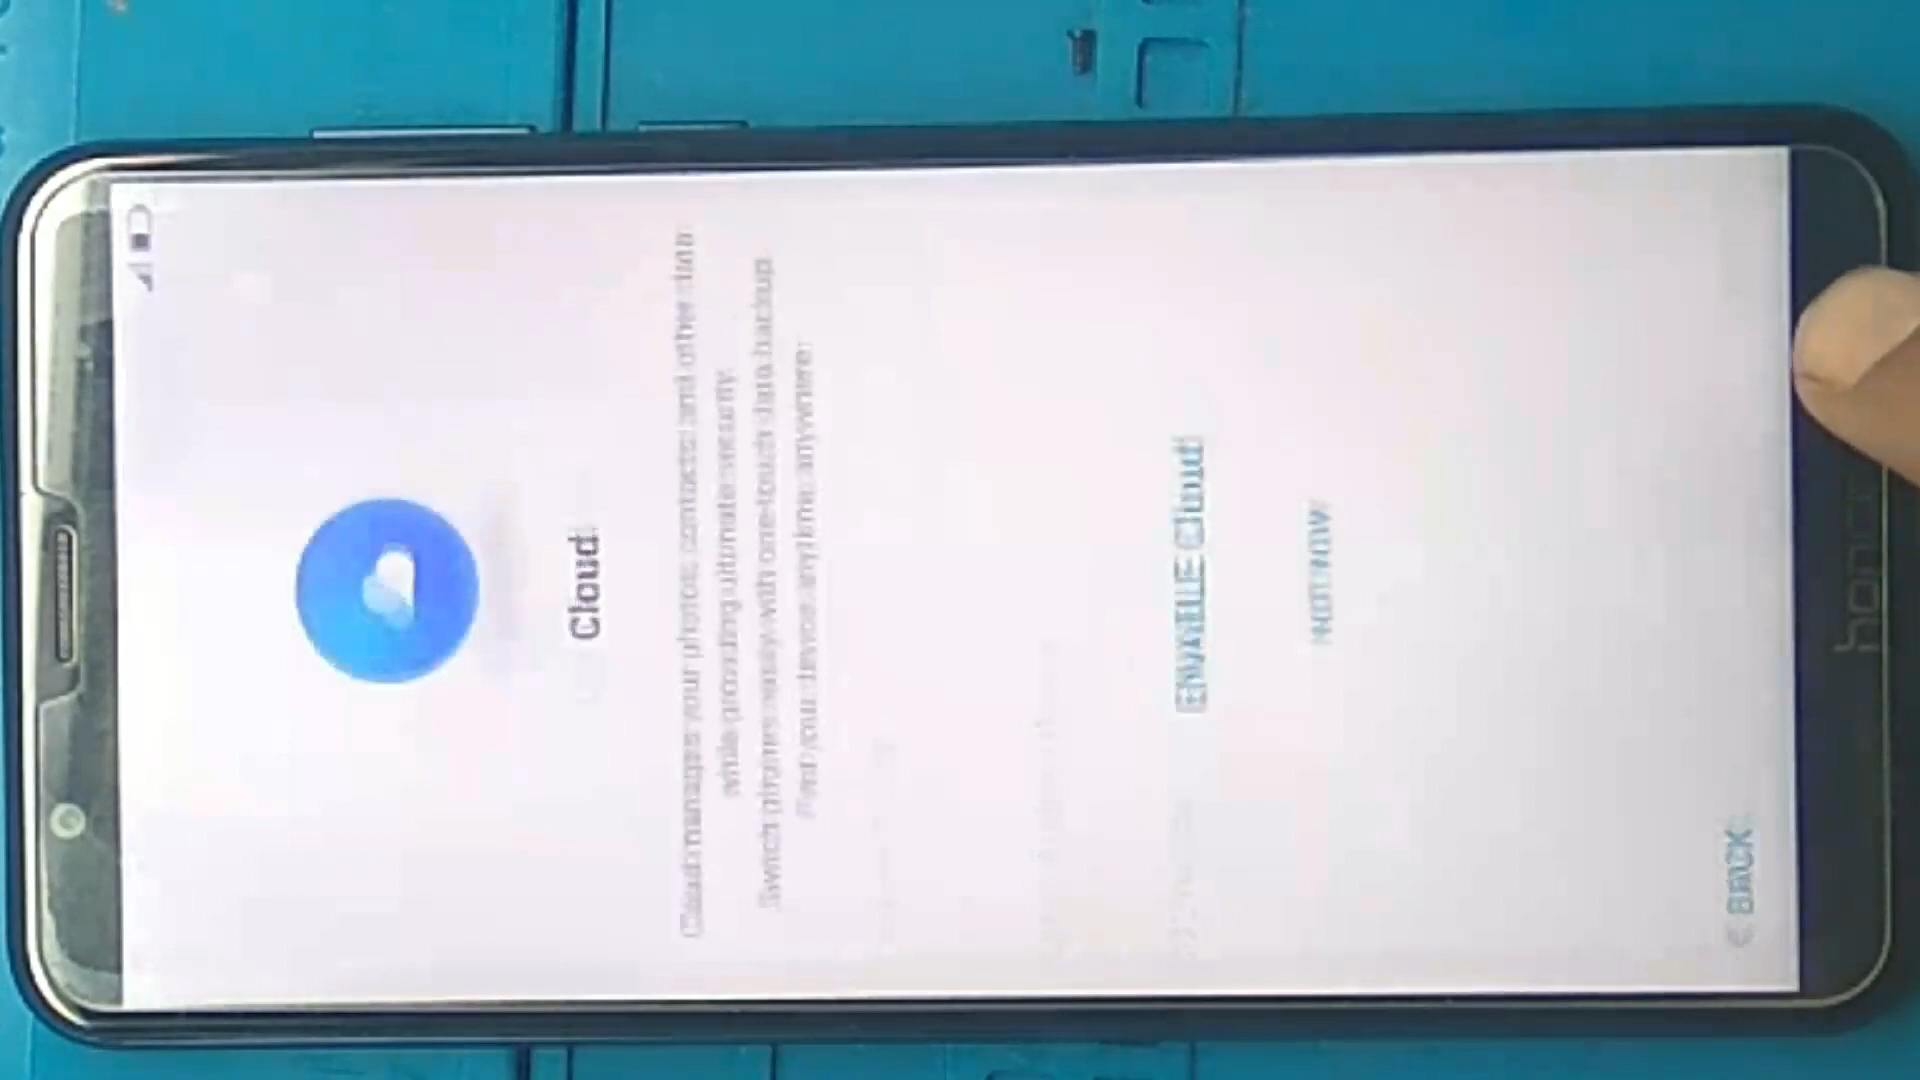 Cloud
Cloud manages your photos, contacts and other data
while providing ultimate security.
Switch phones easily with one-touch data backup.
Find your device anytime, anywhere.
ENABLE Cloud
NOT NOW
< BACK
honor